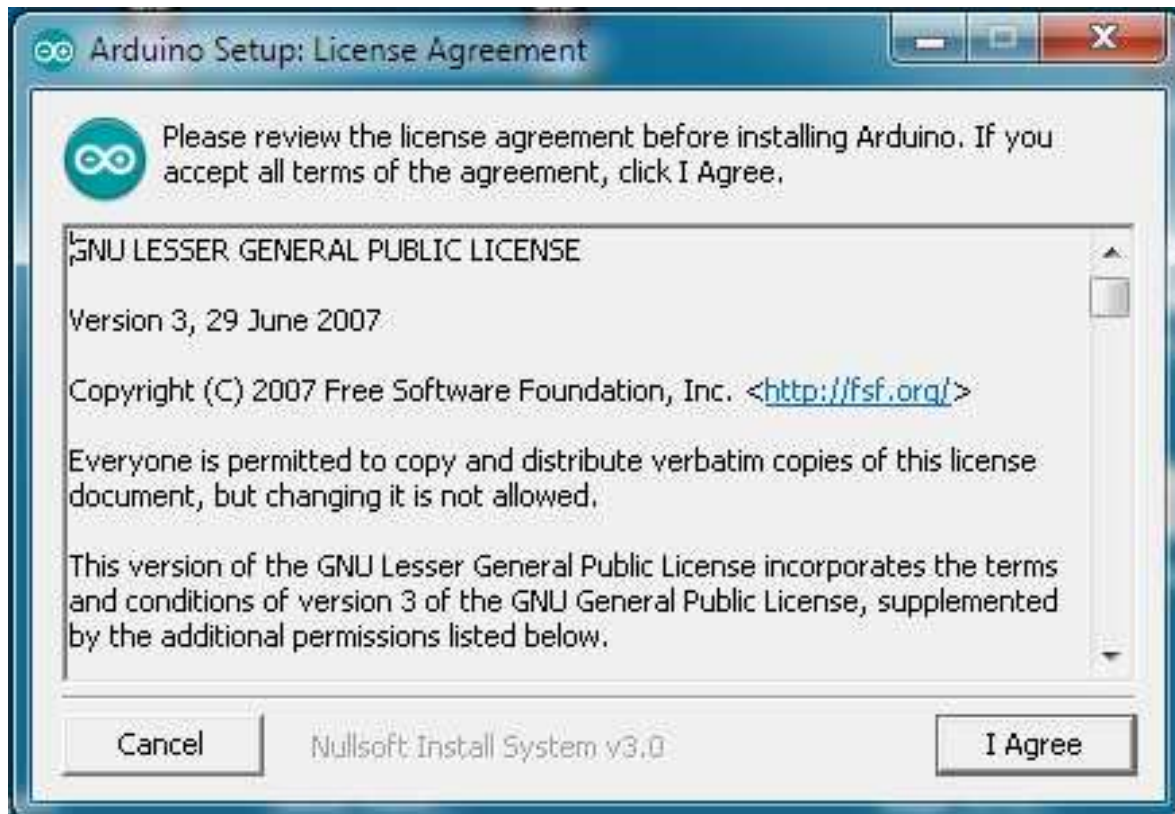 Arduino Setup: License Agreement
Please review the license agreement before installing Arduino. If you
accept all terms of the agreement, click I Agree.
GNU LESSER GENERAL PUBLIC LICENSE
Version 3, 29 June 2007
Copyright (C) 2007 Free Software Foundation, Inc. <http://fsf.org/>
Everyone is permitted to copy and distribute verbatim copies of this license
document, but changing it is not allowed.
This version of the GNU Lesser General Public License incorporates the terms
and conditions of version 3 of the GNU General Public License, supplemented
by the additional permissions listed below.
Cancel
Nullsoft Install System v3.0
I Agree